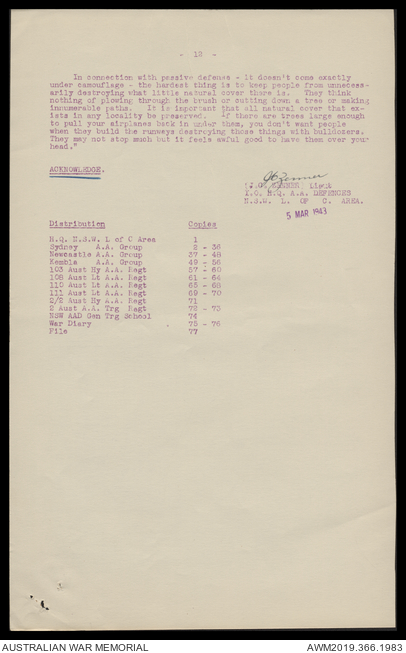 - 12 -
In connection with passive defense - it doesn't come exactly
under camouflage - the hardest thing is to keep people from unnecess-
arily destroying what little natural cover there is. They think
nothing of plowing through the brush or cutting down a tree or making
innumerable paths. It is important that all natural cover that ex-
ists in any locality be preserved. If there are trees large enough
to pull your airplanes back in under them, you don't want people
when they build the runways destroying those things with bulldozers.
They may not stop much but it feels awful good to have them over your
head."
ACKNOWLEDGE.
Lieut
I.O. H.Q. A.A. DEFENCES
N.S.W. L. OF C. AREA.
5 MAR 1943
Distribution Copies
H.Q. N.S.W. L of C Area 1
Sydney A.A. Group 2 - 36
Newcastle A.A. Group 37 - 48
Kembla A.A. Group 49 - 56
103 Aust Hy A.A. Regt 57 - 60
108 Aust Lt A.A. Regt 61 - 64
110 Aust Lt A.A. Regt 65 - 68
111 Aust Lt A.A. Regt 69 - 70
2/2 Aust Hy A.A. Regt 71
2 Aust A.A. Trg Regt 72 - 73
NSW AAD Gen Trg School 74
War Diary 75 - 76
File 77
AUSTRALIAN WAR MEMORIAL
AWM2019.366.1983